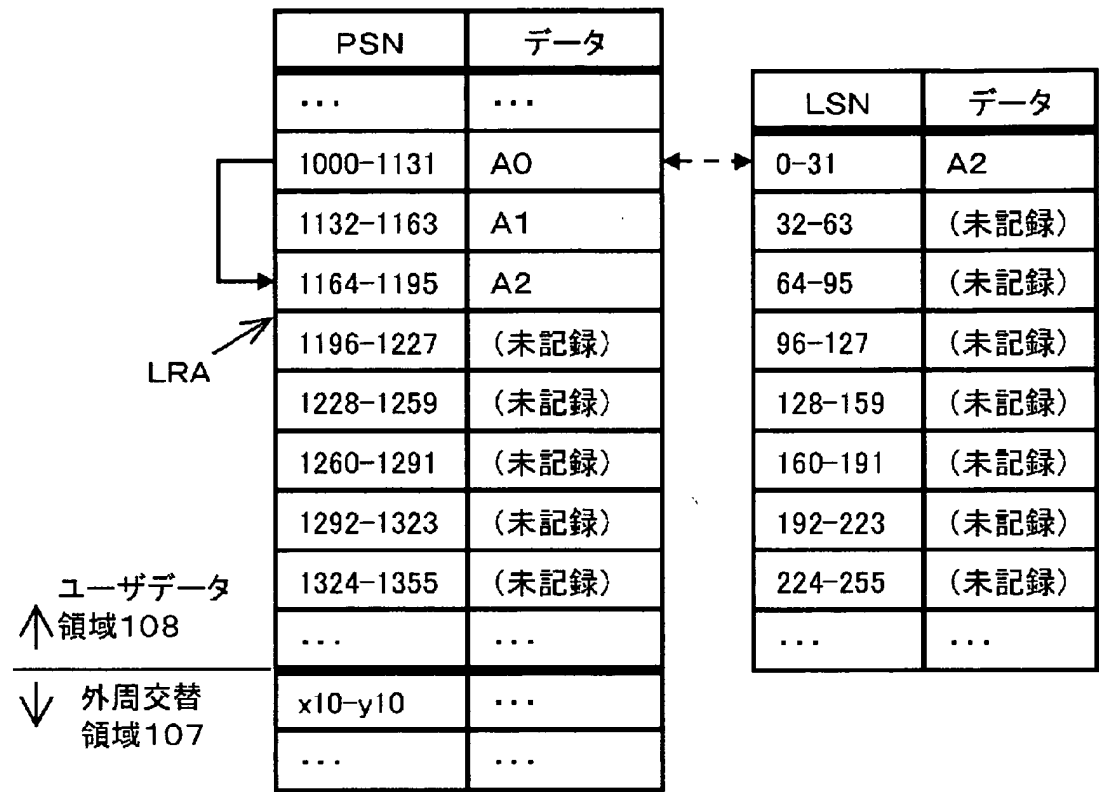 PSN データ
・・・ ・・・
1000-1131 A0
1132-1163 A1
1164-1195 A2
1196-1227 (未記録)
1228-1259 (未記録)
1260-1291 (未記録)
1292-1323 (未記録)
1324-1355 (未記録)
・・・ ・・・
x10-y10 ・・・
・・・ ・・・
LRA
ユーザデータ
領域108
外周交替
領域107
LSN データ
0-31 A2
32-63 (未記録)
64-95 (未記録)
96-127 (未記録)
128-159 (未記録)
160-191 (未記録)
192-223 (未記録)
224-255 (未記録)
・・・ ・・・